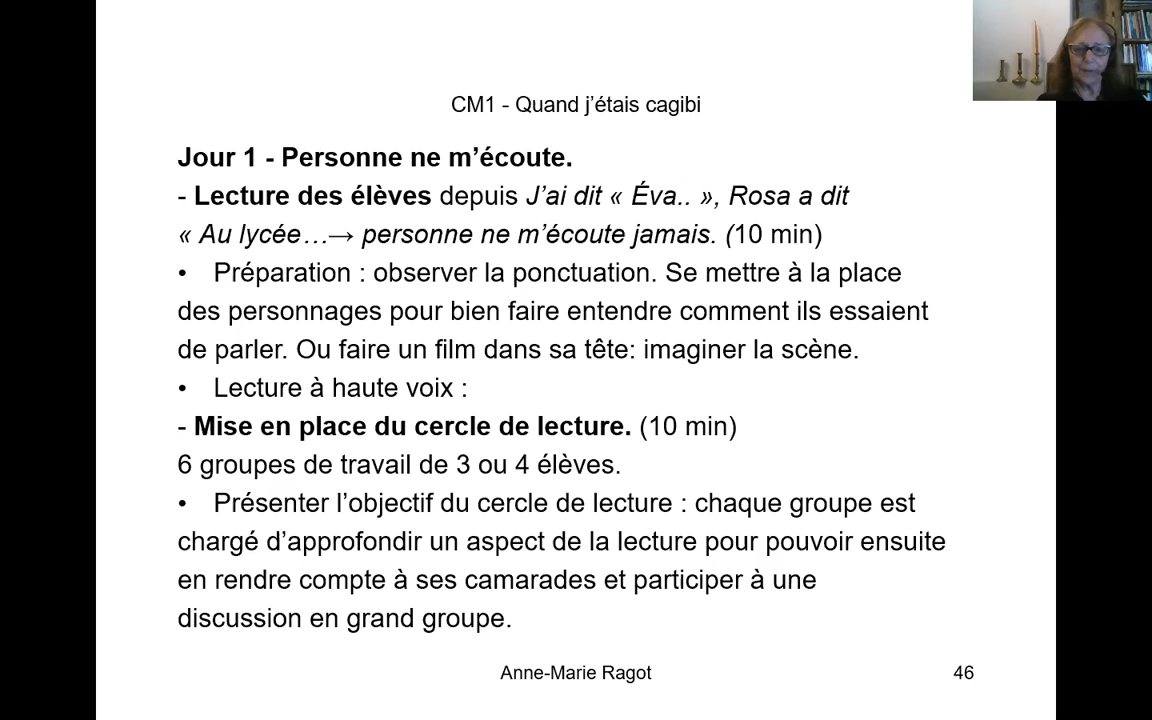 CM1 - Quand j’étais cagibi
Jour 1 - Personne ne m’écoute.
- Lecture des élèves depuis J’ai dit « Éva.. », Rosa a dit
« Au lycée…→ personne ne m’écoute jamais. (10 min)
• Préparation : observer la ponctuation. Se mettre à la place
des personnages pour bien faire entendre comment ils essaient
de parler. Ou faire un film dans sa tête: imaginer la scène.
• Lecture à haute voix :
- Mise en place du cercle de lecture. (10 min)
6 groupes de travail de 3 ou 4 élèves.
• Présenter l’objectif du cercle de lecture : chaque groupe est
chargé d’approfondir un aspect de la lecture pour pouvoir ensuite
en rendre compte à ses camarades et participer à une
discussion en grand groupe.
Anne-Marie Ragot
46